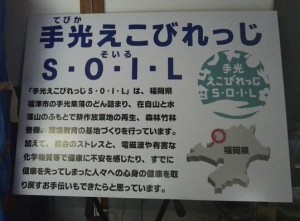 てびか
手光えこびれっじ
そいる
S・O・I・L
「手光えこびれっじS・O・I・L」は、福岡県
福津市の手光集落のどん詰まり、在自山と水
落山のふもとで耕作放棄地の再生、森林竹林
整備、環境教育の基地づくりを行っています。
加えて、都会のストレスと、電磁波や有害な
化学物質等で健康に不安を感じたり、すでに
健康を失ってしまった人々への心身の健康を取
り戻すお手伝いもできたらと思っています。
手光
えこびれっじ
S・O・I・L
福岡県